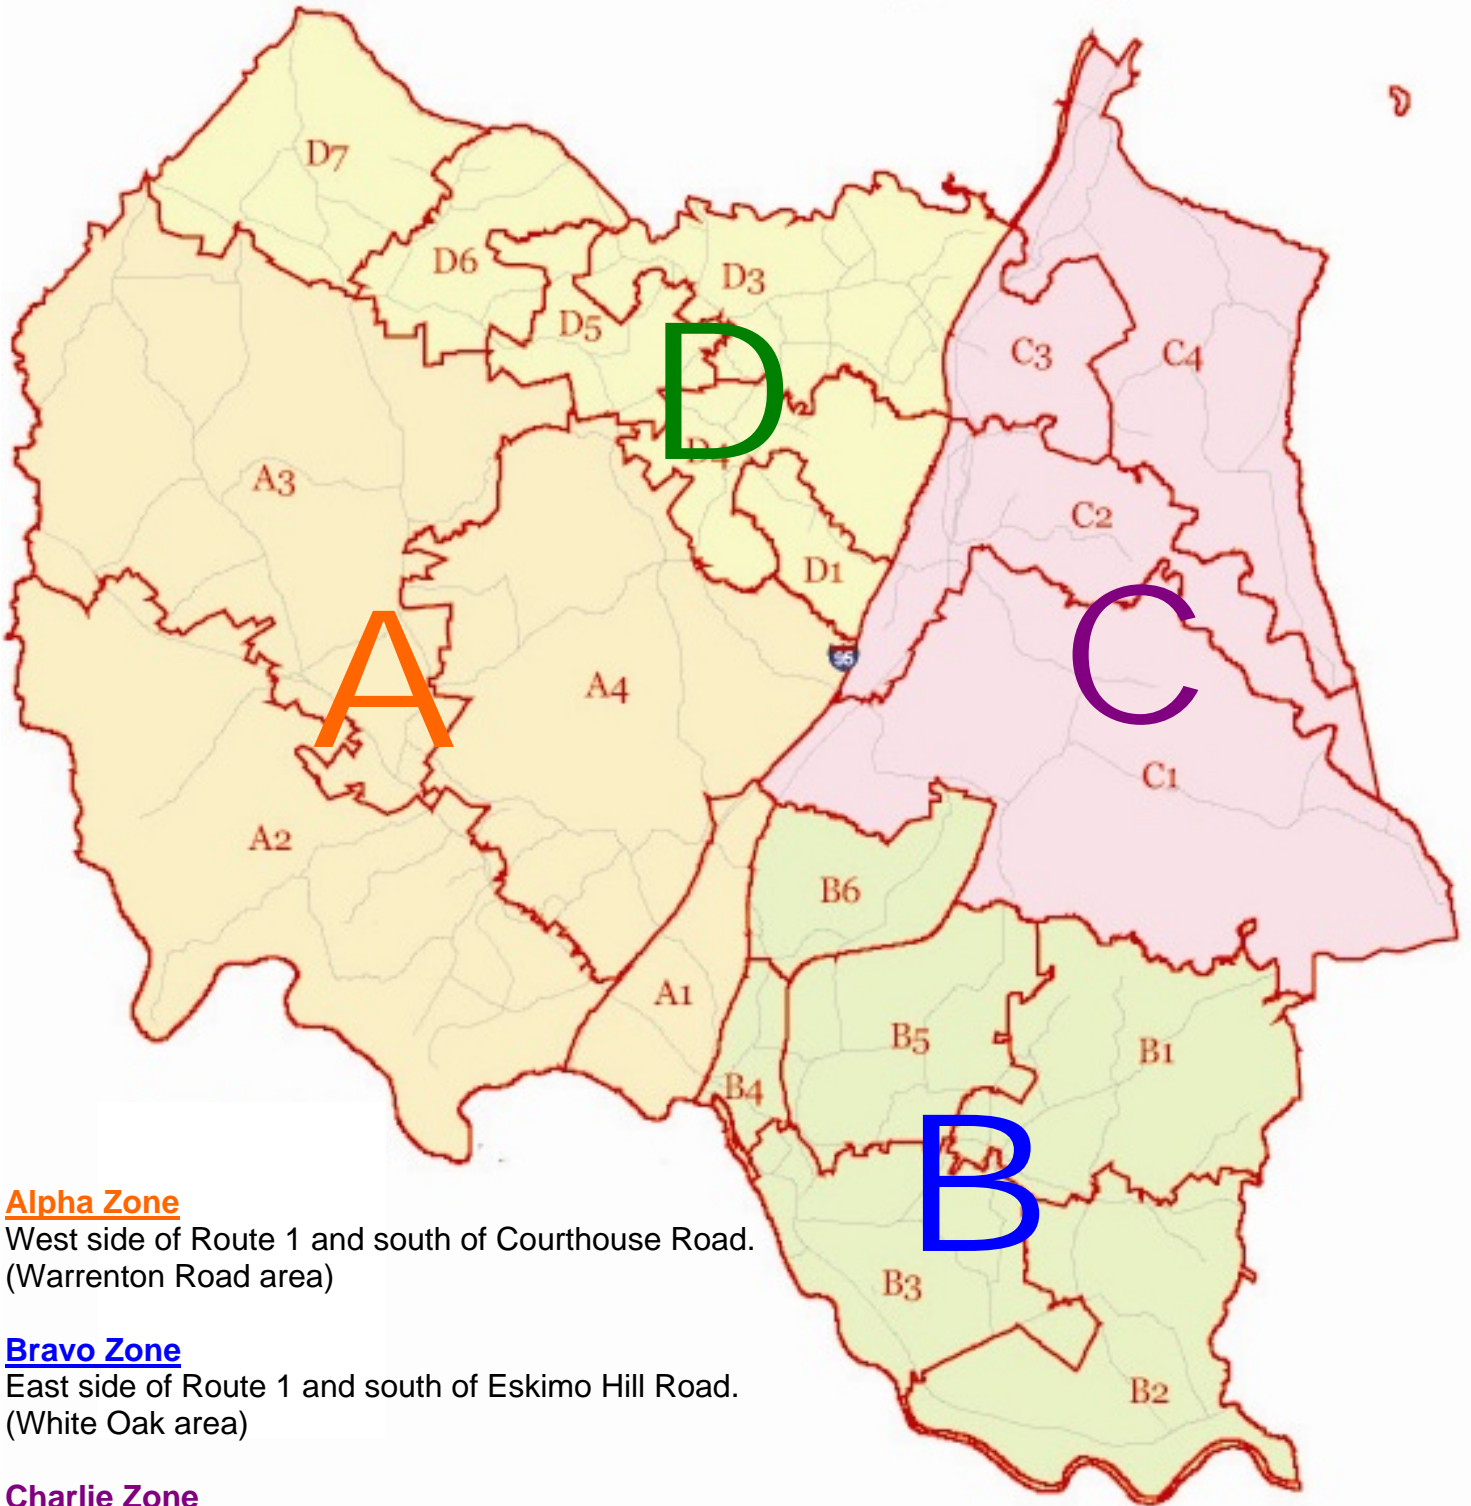 D7
D6
D3
D5
D
C3
C4
D4
A3
C2
D1
C
A
95
A4
C1
A2
B6
A1
B5
B1
B4
B
Alpha Zone
West side of Route 1 and south of Courthouse Road.
(Warrenton Road area)
B3
Bravo Zone
East side of Route 1 and south of Eskimo Hill Road.
(White Oak area)
B2
Charlie Zone